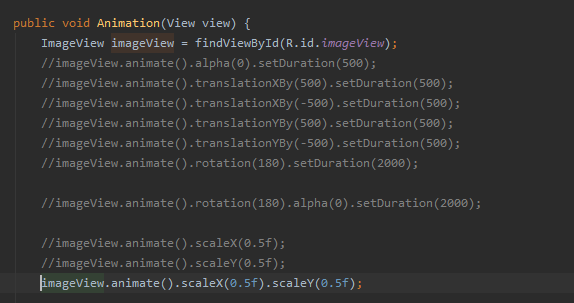 public void Animation(View view) {
ImageView imageView = findViewById(R.id.imageView);
//imageView.animate().alpha(0).setDuration(500);
//imageView.animate().translationXBy(500).setDuration(500);
//imageView.animate().translationXBy(-500).setDuration(500);
//imageView.animate().translationYBy(500).setDuration(500);
//imageView.animate().translationYBy(-500).setDuration(500);
//imageView.animate().rotation(180).setDuration(2000);
//imageView.animate().rotation(180).alpha(0).setDuration(2000);
//imageView.animate().scaleX(0.5f);
//imageView.animate().scaleY(0.5f);
imageView.animate().scaleX(0.5f).scaleY(0.5f);